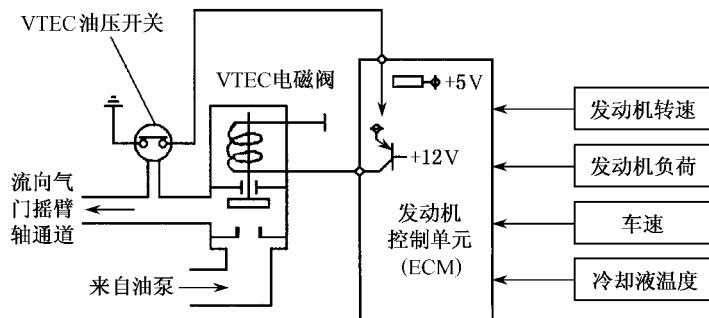 VTEC油压开关
VTEC电磁阀
+5V
+12V
流向气
门摇臂
轴通道
来自油泵
发动机
控制单元
(ECM)
发动机转速
发动机负荷
车速
冷却液温度